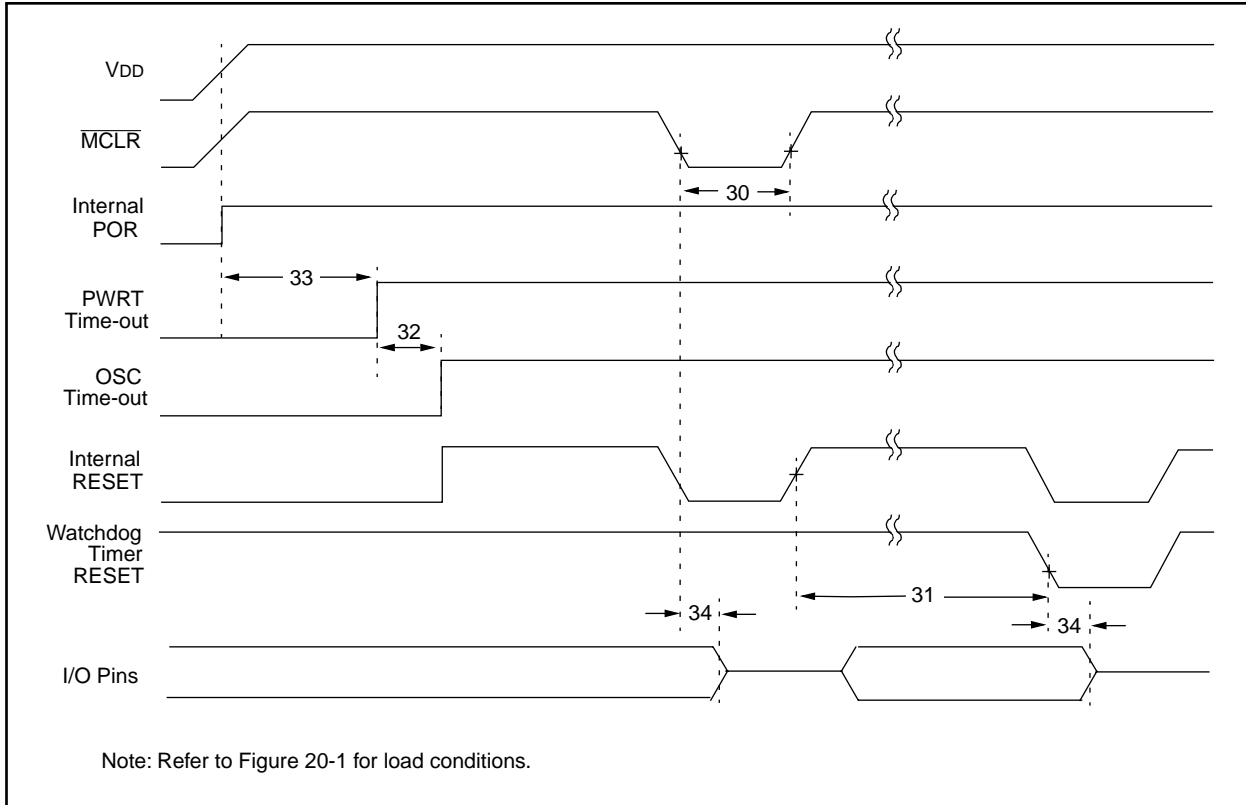 VDD
MCLR
30
Internal
POR
33
PWRT
Time-out
32
OSC
Time-out
Internal
RESET
Watchdog
Timer
RESET
31
34
34
I/O Pins
Note: Refer to Figure 20-1 for load conditions.